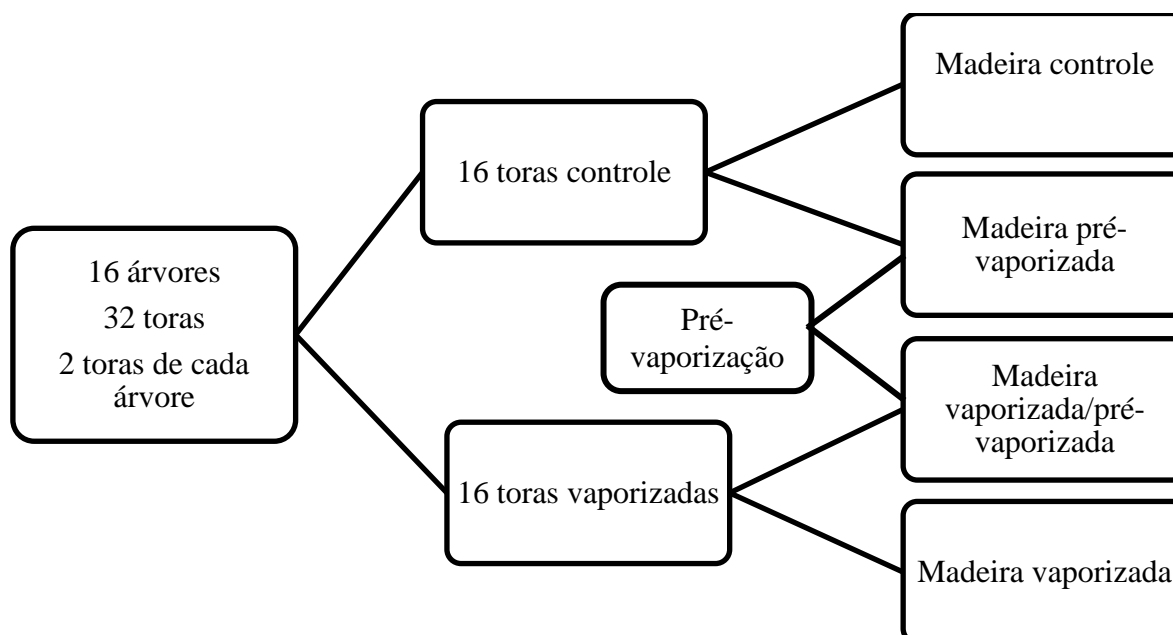 16 árvores
32 toras
2 toras de cada
árvore
16 toras controle
Pré-
vaporização
16 toras vaporizadas
Madeira controle
Madeira pré-
vaporizada
Madeira
vaporizada/pré-
vaporizada
Madeira vaporizada